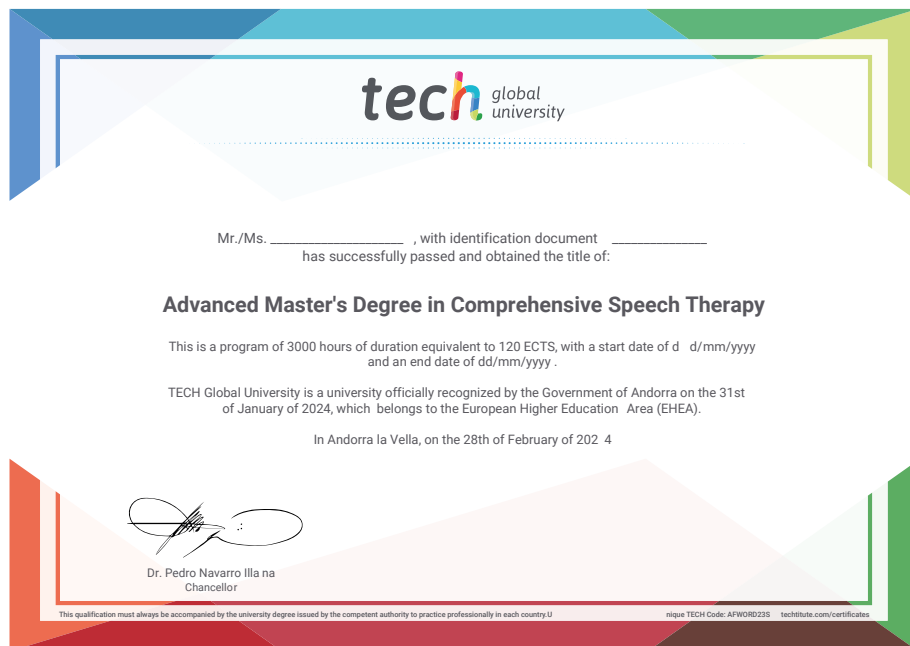 tech global
university
Mr./Ms. _____________________ , with identification document _______________
has successfully passed and obtained the title of:
Advanced Master's Degree in Comprehensive Speech Therapy
This is a program of 3000 hours of duration equivalent to 120 ECTS, with a start date of d d/mm/yyyy
and an end date of dd/mm/yyyy .
TECH Global University is a university officially recognized by the Government of Andorra on the 31st
of January of 2024, which belongs to the European Higher Education Area (EHEA).
In Andorra la Vella, on the 28th of February of 202 4
Dr. Pedro Navarro Illa na
Chancellor
This qualification must always be accompanied by the university degree issued by the competent authority to practice professionally in each country.U nique TECH Code: AFWORD23S techtitute.com/certificates